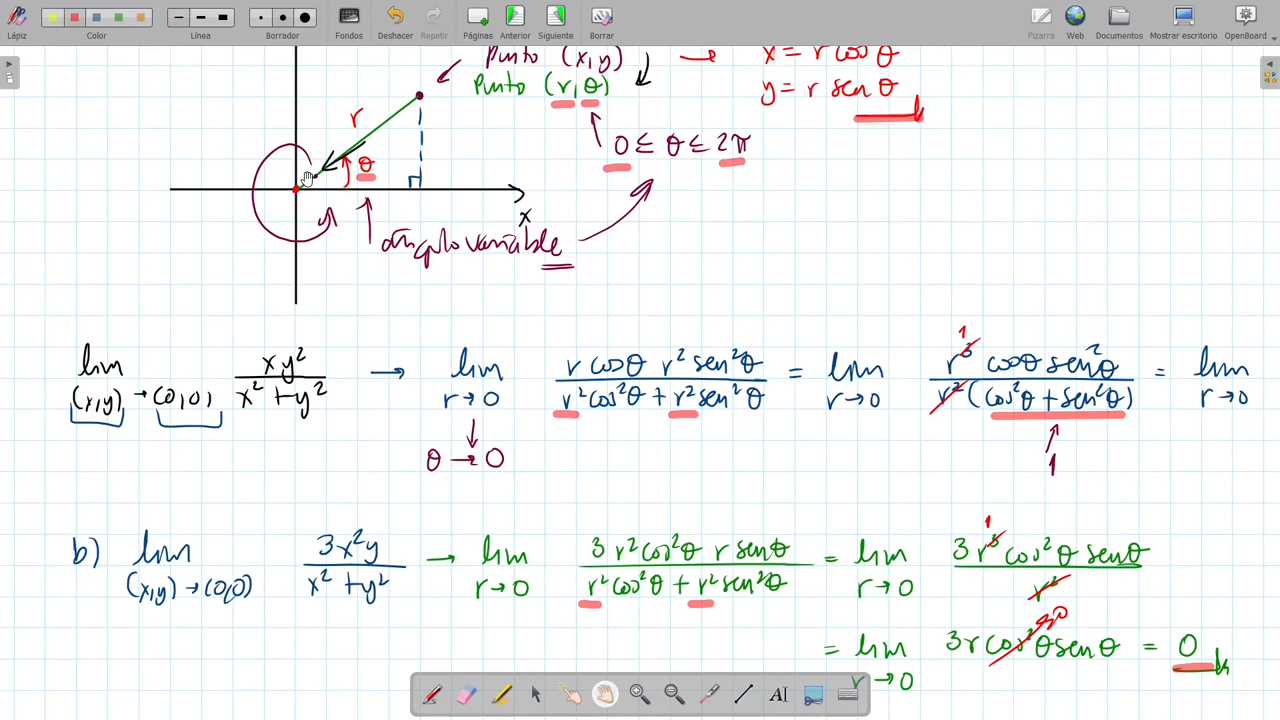 Lápiz Color Línea Borrador Fondos Deshacer Repetir Páginas Anterior Siguiente Borrar Pizarra Web Documentos Mostrar escritorio OpenBoard
Punto (x,y) → x = r cos θ
Punto (r,θ) y = r sen θ
r
0 ≤ θ ≤ 2π
θ
x
ángulo variable
lim (x,y)→(0,0) xy²/(x²+y²) → lim r→0 (r cosθ r² sen²θ)/(r² cos²θ + r² sen²θ) = lim r→0 (r³ cosθ sen²θ)/(r²(cos²θ + sen²θ)) = lim r→0
1
θ → 0
1
b) lim (x,y)→(0,0) 3x²y/(x²+y²) → lim r→0 (3 r² cos²θ r senθ)/(r² cos²θ + r² sen²θ) = lim r→0 (3 r³ cos²θ senθ)/r²
1
= lim r→0 3r cos²θ senθ = 0
0
AI